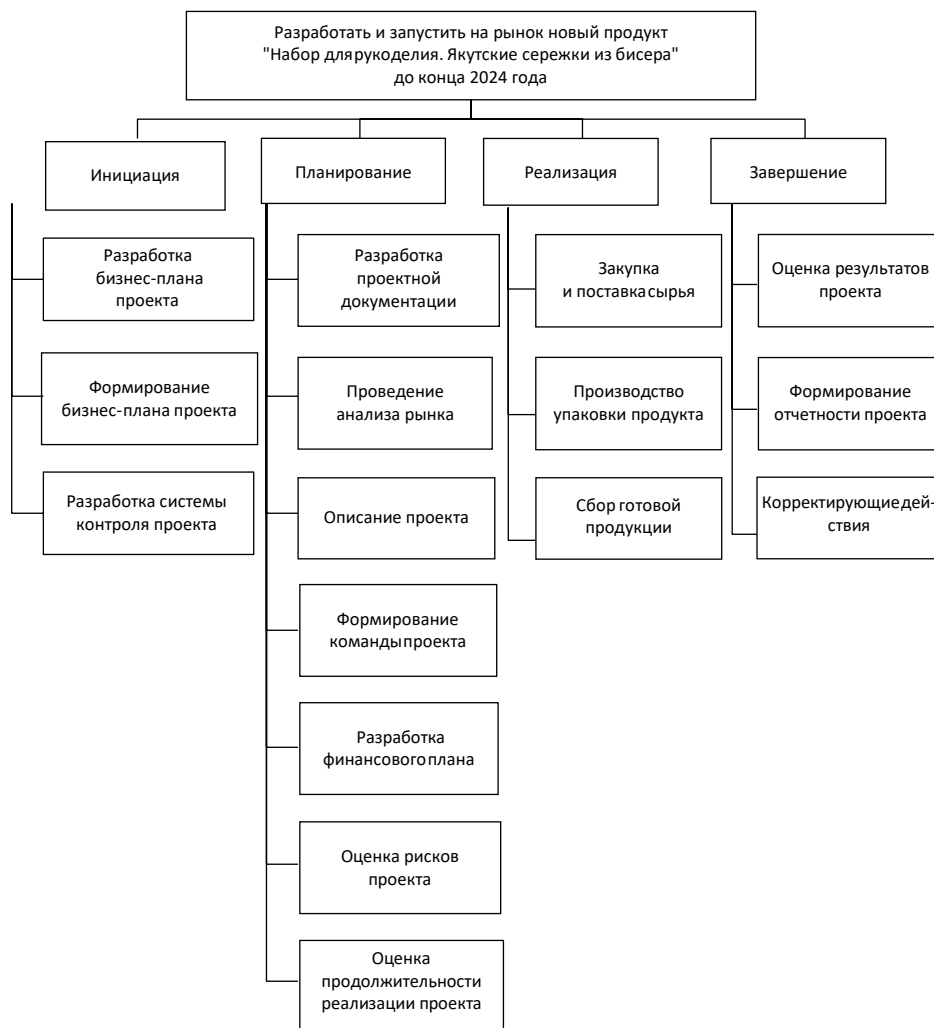 Разработать и запустить на рынок новый продукт
"Набор для рукоделия. Якутские сережки из бисера"
до конца 2024 года
Инициация
Планирование
Реализация
Завершение
Разработка
бизнес-плана
проекта
Формирование
бизнес-плана проекта
Разработка системы
контроля проекта
Разработка
проектной
документации
Проведение
анализа рынка
Описание проекта
Формирование
команды проекта
Разработка
финансового плана
Оценка рисков
проекта
Оценка
продолжительности
реализации проекта
Закупка
и поставка сырья
Производство
упаковки продукта
Сбор готовой
продукции
Оценка результатов
проекта
Формирование
отчетности проекта
Корректирующие дей-
ствия